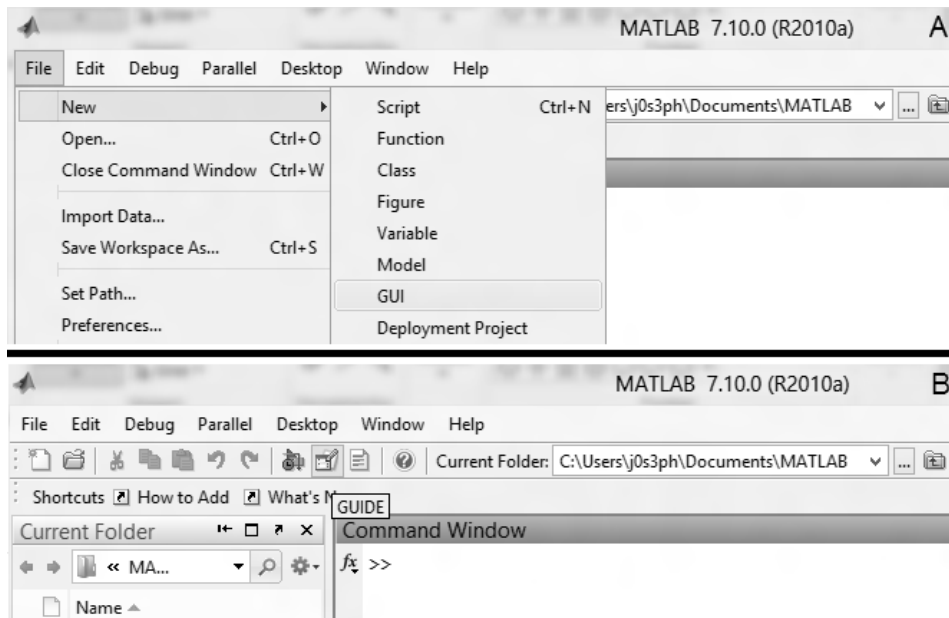 MATLAB 7.10.0 (R2010a) A
File Edit Debug Parallel Desktop Window Help
New Script Ctrl+N ers\j0s3ph\Documents\MATLAB ...
Open... Ctrl+O Function
Close Command Window Ctrl+W Class
Figure
Import Data...
Variable
Save Workspace As... Ctrl+S
Model
Set Path... GUI
Preferences... Deployment Project
MATLAB 7.10.0 (R2010a) B
File Edit Debug Parallel Desktop Window Help
Current Folder: C:\Users\j0s3ph\Documents\MATLAB ...
Shortcuts How to Add What's N
GUIDE
Current Folder Command Window
« MA... fx >>
Name